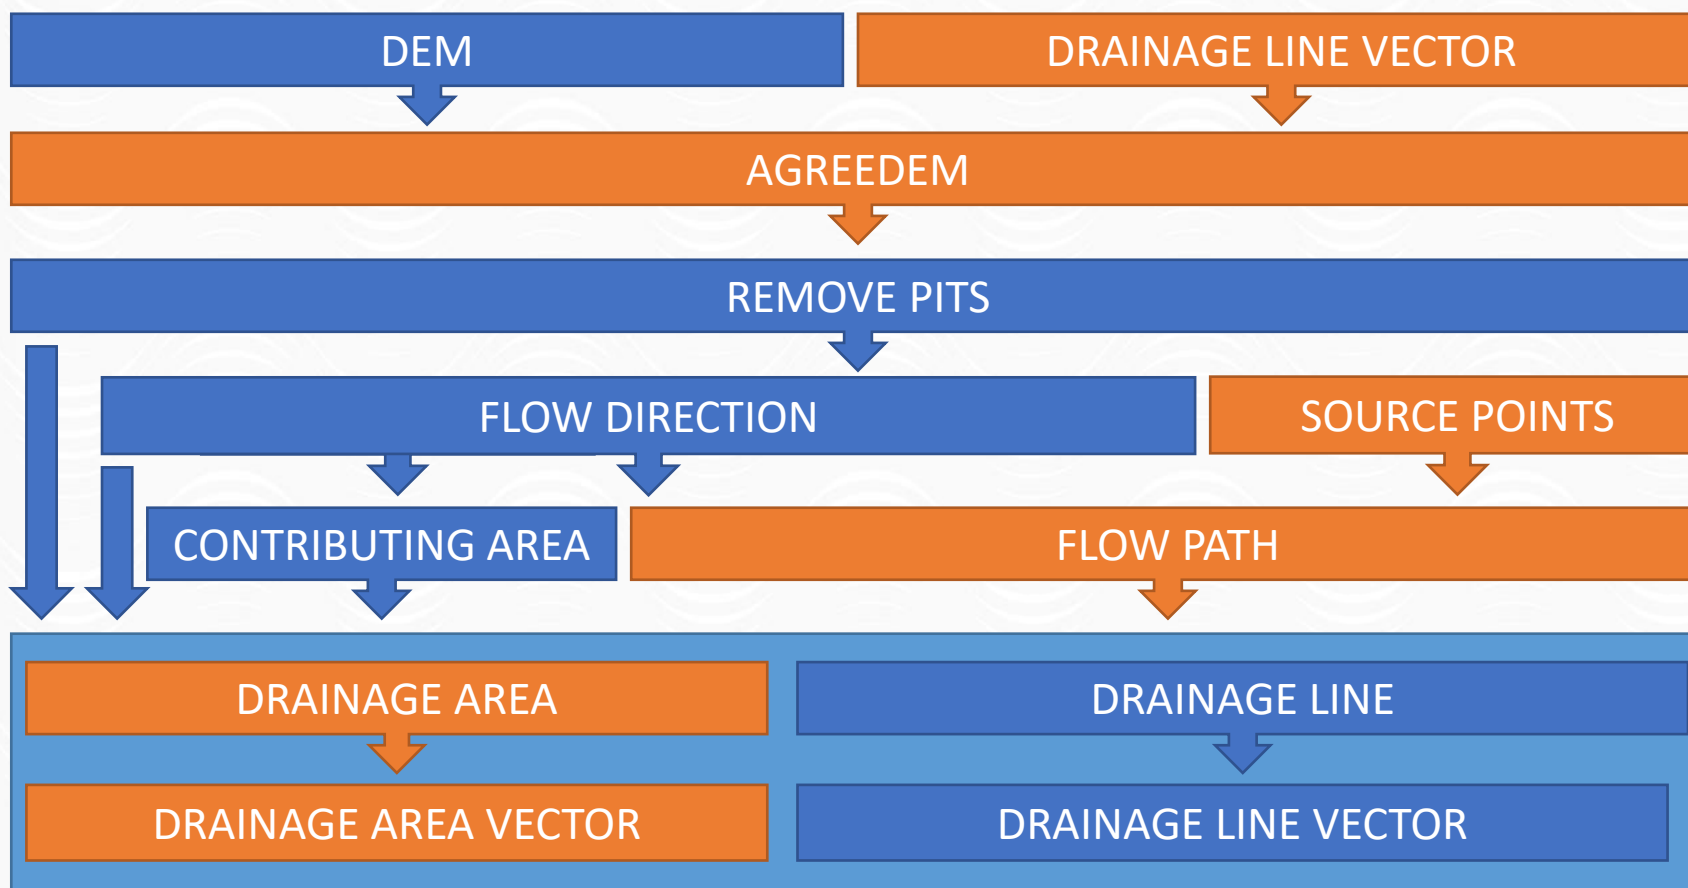 DEM
DRAINAGE LINE VECTOR
AGREEDEM
REMOVE PITS
FLOW DIRECTION
SOURCE POINTS
CONTRIBUTING AREA
FLOW PATH
DRAINAGE AREA
DRAINAGE LINE
DRAINAGE AREA VECTOR
DRAINAGE LINE VECTOR